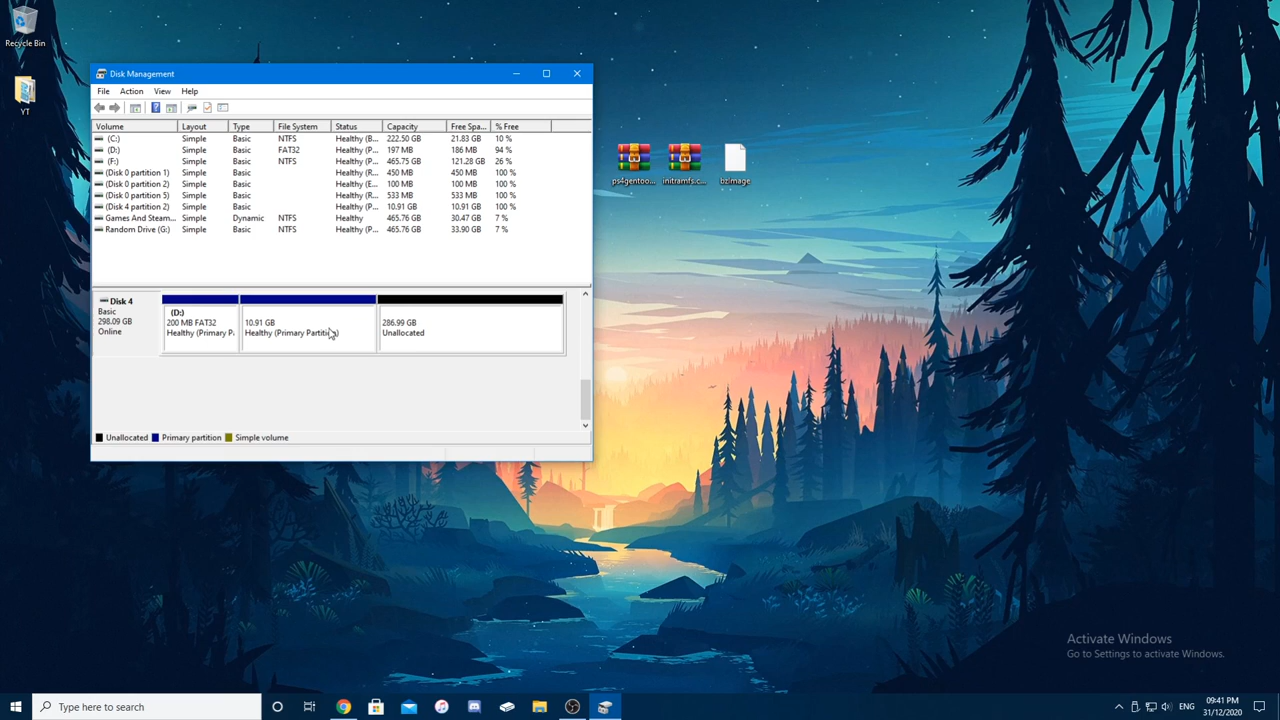 Recycle Bin
YT
Disk Management
File Action View Help
Volume Layout Type File System Status Capacity Free Spa... % Free
(C:) Simple Basic NTFS Healthy (B... 222.50 GB 21.83 GB 10 %
(D:) Simple Basic FAT32 Healthy (P... 197 MB 186 MB 94 %
(F:) Simple Basic NTFS Healthy (P... 465.75 GB 121.28 GB 26 %
(Disk 0 partition 1) Simple Basic Healthy (R... 450 MB 450 MB 100 %
(Disk 0 partition 2) Simple Basic Healthy (E... 100 MB 100 MB 100 %
(Disk 0 partition 5) Simple Basic Healthy (R... 533 MB 533 MB 100 %
(Disk 4 partition 2) Simple Basic Healthy (P... 10.91 GB 10.91 GB 100 %
Games And Steam... Simple Dynamic NTFS Healthy 465.76 GB 30.47 GB 7 %
Random Drive (G:) Simple Basic NTFS Healthy (P... 465.76 GB 33.90 GB 7 %
Disk 4
Basic
298.09 GB
Online
(D:)
200 MB FAT32
Healthy (Primary P
10.91 GB
Healthy (Primary Partition)
286.99 GB
Unallocated
Unallocated Primary partition Simple volume
ps4gentoo... initramfs.c... bzImage
Activate Windows
Go to Settings to activate Windows.
Type here to search
ENG
09:41 PM
31/12/2020